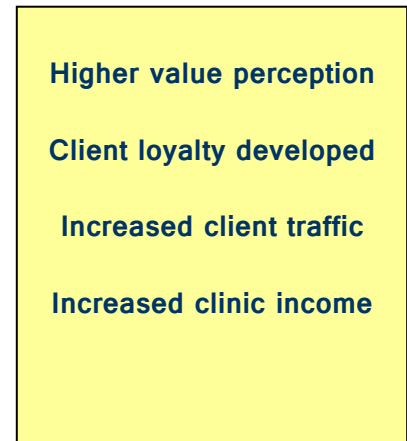 Higher value perception
Client loyalty developed
Increased client traffic
Increased clinic income